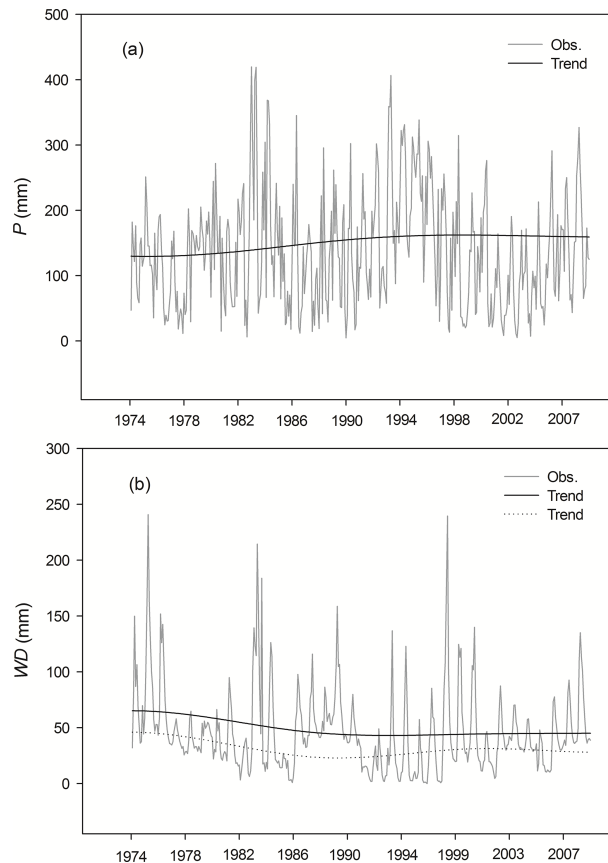 500
(a)
Obs.
Trend
400
300
200
100
0
P (mm)
1974 1978 1982 1986 1990 1994 1998 2002 2007
300
(b)
Obs.
Trend
Trend
250
200
150
100
50
0
WD (mm)
1974 1978 1982 1986 1990 1994 1999 2003 2007